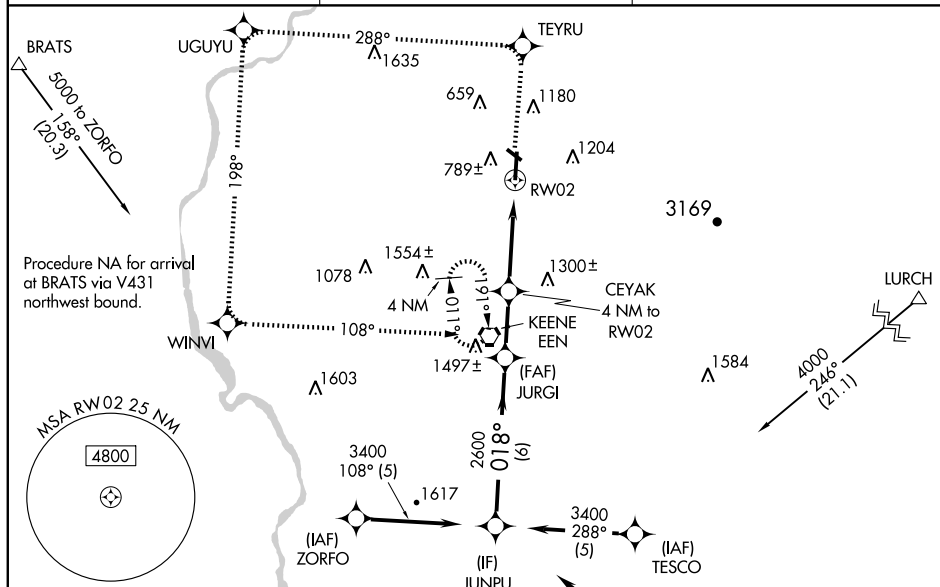 UGUYU
288°
TEYRU
1635
BRATS
5000 to ZORFO
158°
(20.3)
659
1180
789±
1204
RW02
198°
3169
Procedure NA for arrival
at BRATS via V431
northwest bound.
1078
1554±
4 NM
011°
191°
1300±
CEYAK
4 NM to
RW02
LURCH
4000
246°
(21.1)
WINVI
108°
KEENE
EEN
1497±
(FAF)
JURGI
1584
1603
MSA RW02 25 NM
4800
2600
018°
(6)
3400
108° (5)
1617
(IAF)
ZORFO
(IF)
JUNPU
3400
288°
(5)
(IAF)
TESCO